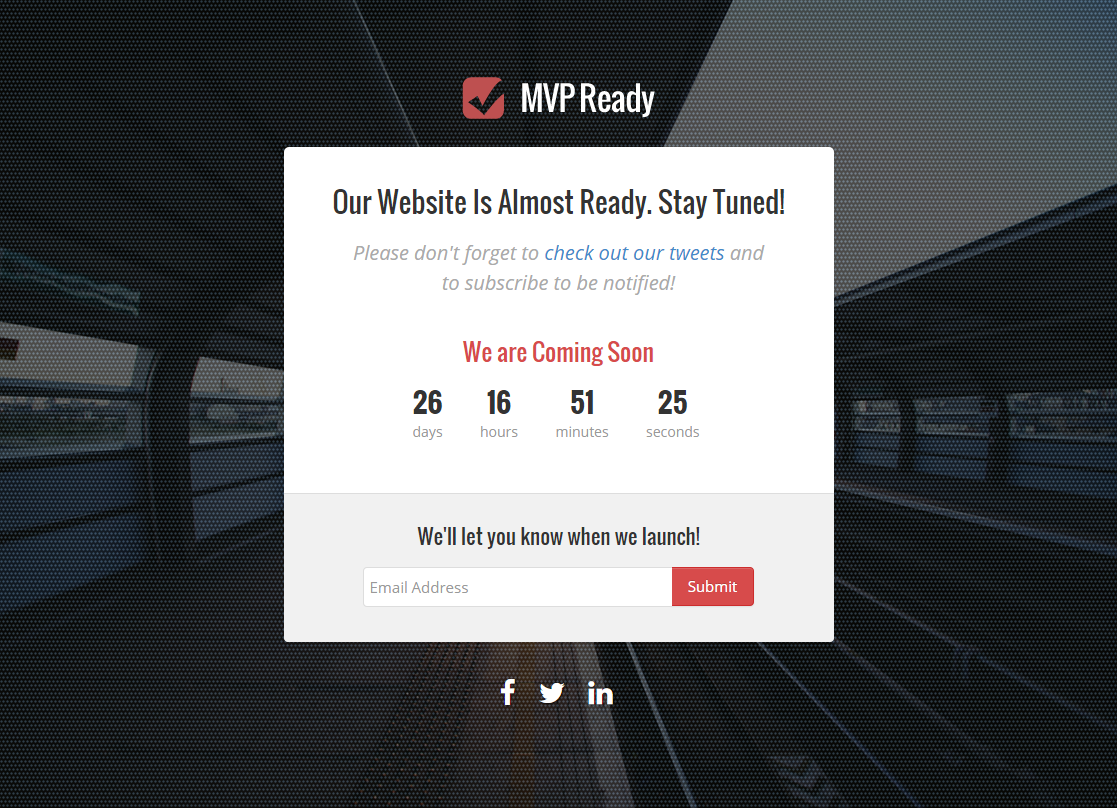 MVP Ready
Our Website Is Almost Ready. Stay Tuned!
Please don't forget to check out our tweets and
to subscribe to be notified!
We are Coming Soon
26 16 51 25
days hours minutes seconds
We'll let you know when we launch!
Email Address Submit